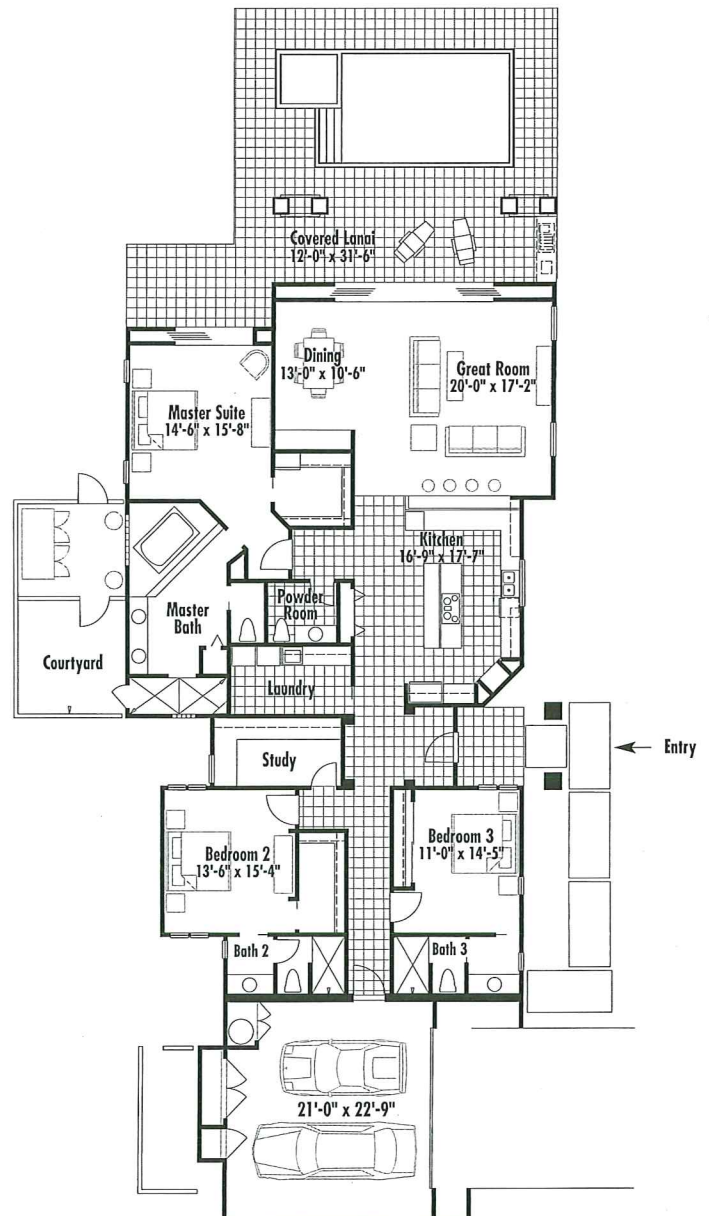 Covered Lanai
12'-0" x 31'-6"
Dining
13'-0" x 10'-6"
Great Room
20'-0" x 17'-2"
Master Suite
14'-6" x 15'-8"
Kitchen
16'-9" x 17'-7"
Powder
Room
Master
Bath
Courtyard
Laundry
Entry
Study
Bedroom 2
13'-6" x 15'-4"
Bedroom 3
11'-0" x 14'-5"
Bath 2
Bath 3
21'-0" x 22'-9"